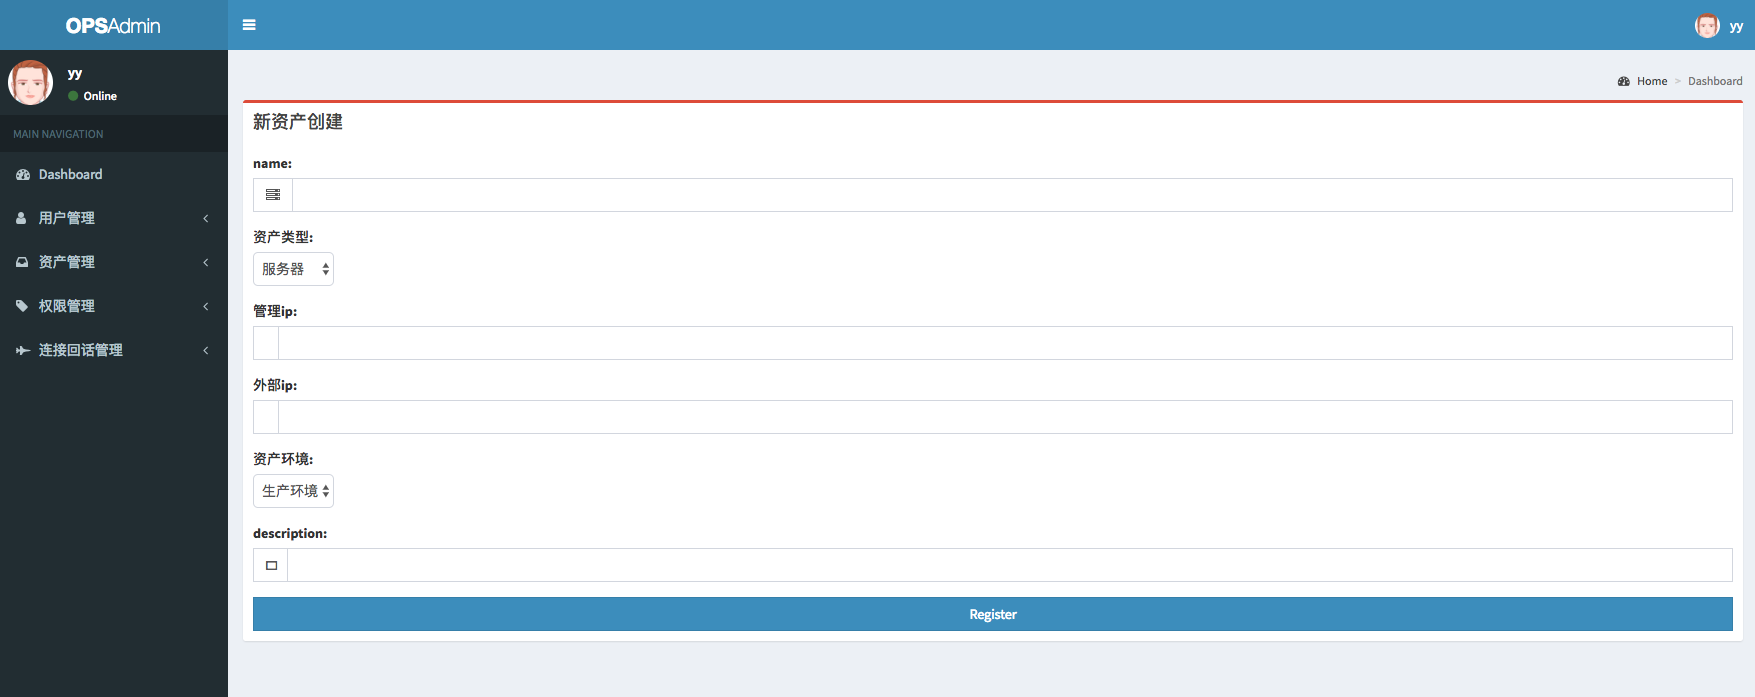 OPSAdmin
yy
yy
Online
MAIN NAVIGATION
Dashboard
用户管理
资产管理
权限管理
连接回话管理
Home > Dashboard
新资产创建
name:
资产类型:
服务器
管理ip:
外部ip:
资产环境:
生产环境
description:
Register